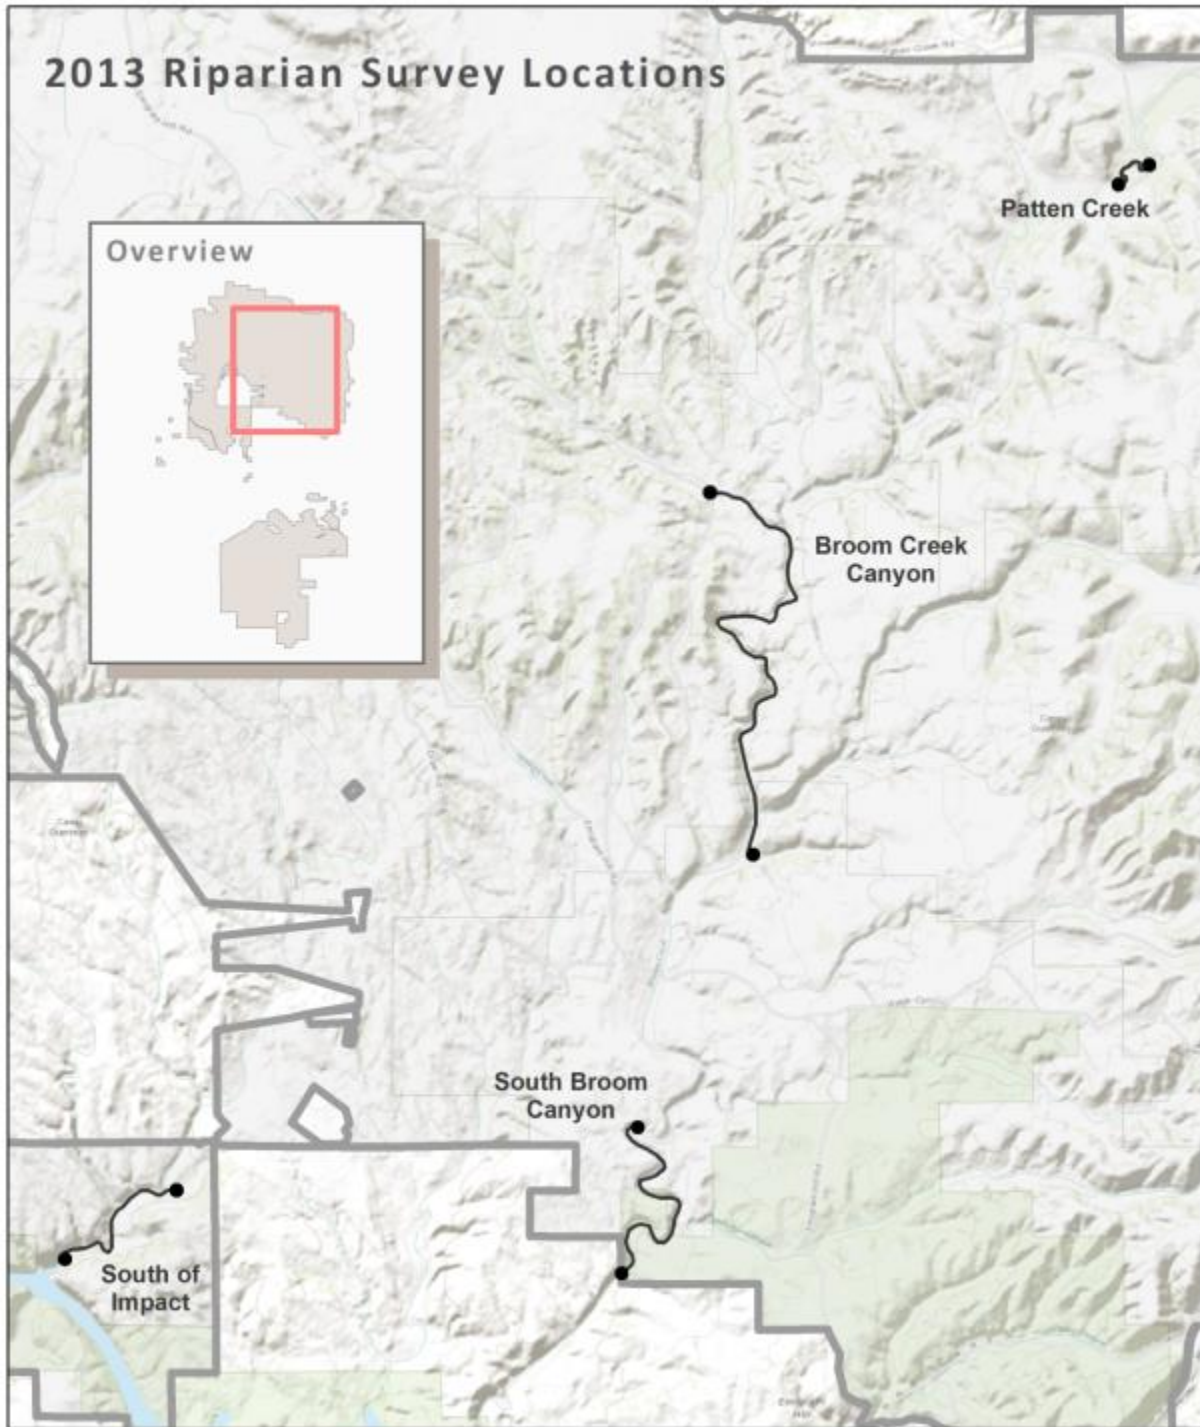 2013 Riparian Survey Locations
Patten Creek
Overview
Broom Creek
Canyon
South Broom
Canyon
South of
Impact